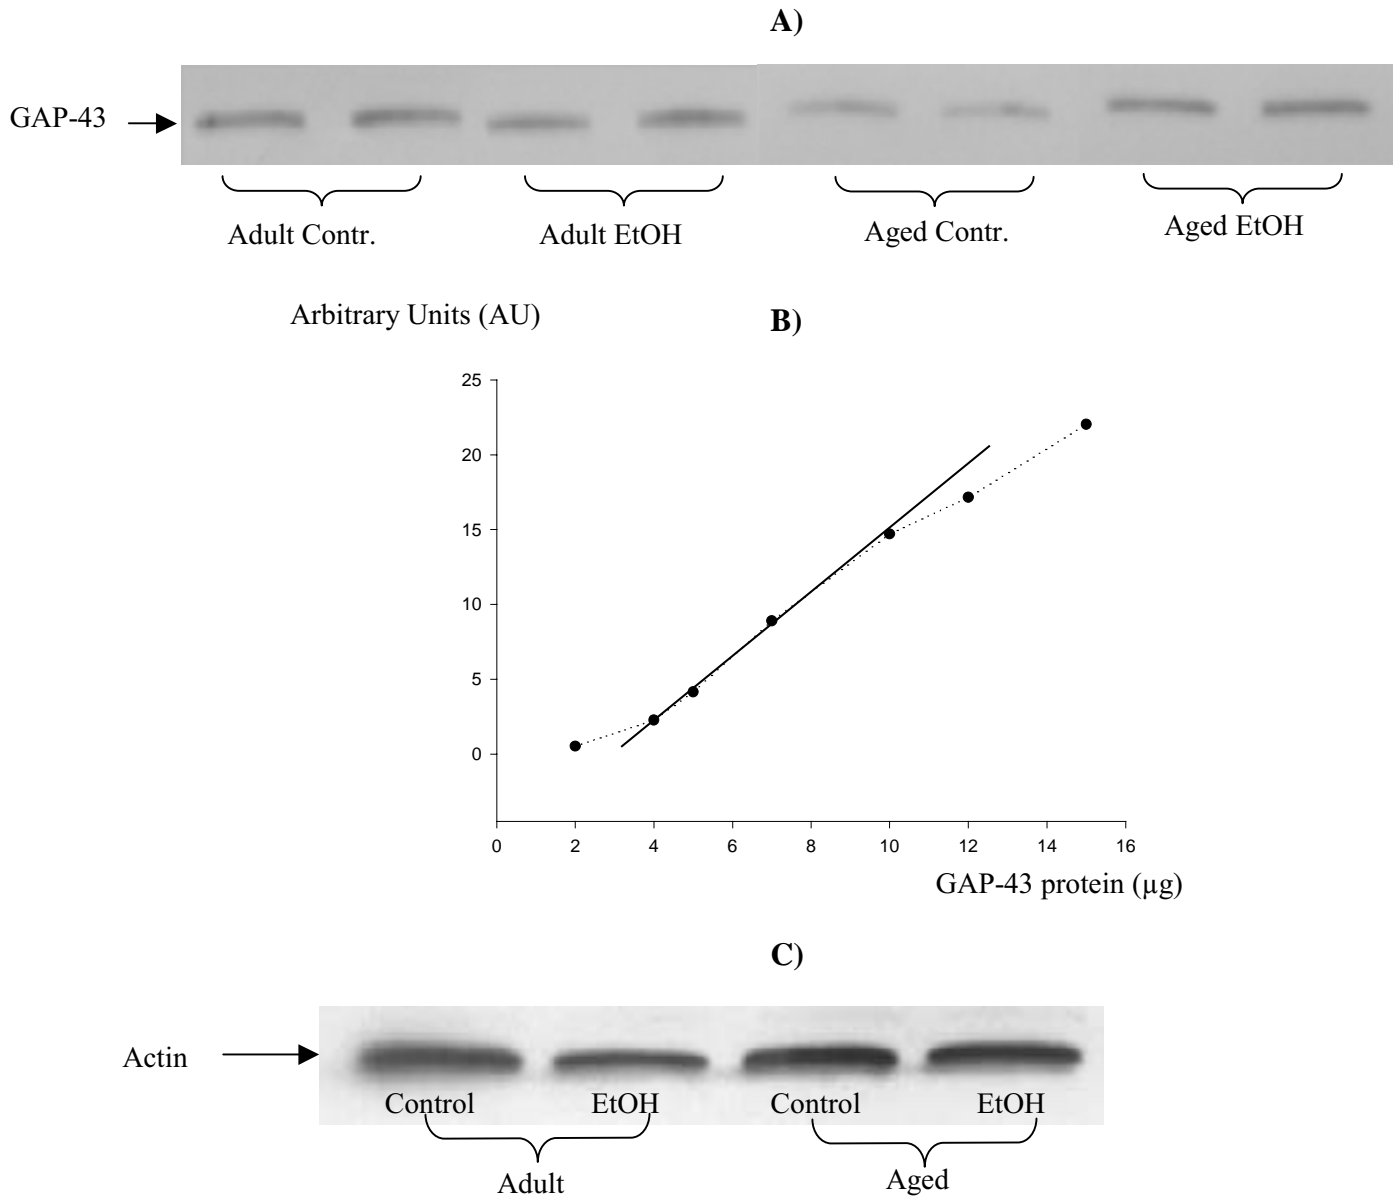 A)
GAP-43
Adult Contr.
Adult EtOH
Aged Contr.
Aged EtOH
Arbitrary Units (AU)
B)
25
20
15
10
5
0
0 2 4 6 8 10 12 14 16
GAP-43 protein (µg)
C)
Actin
Control EtOH Control EtOH
Adult Aged